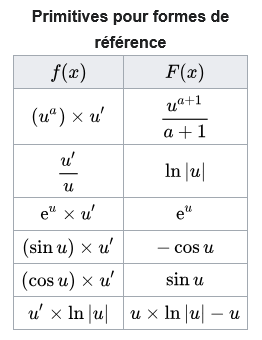 Primitives pour formes de
référence
f(x) F(x)
(u^a) × u′ u^{a+1}/(a + 1)
u′/u ln |u|
e^u × u′ e^u
(sin u) × u′ − cos u
(cos u) × u′ sin u
u′ × ln |u| u × ln |u| − u